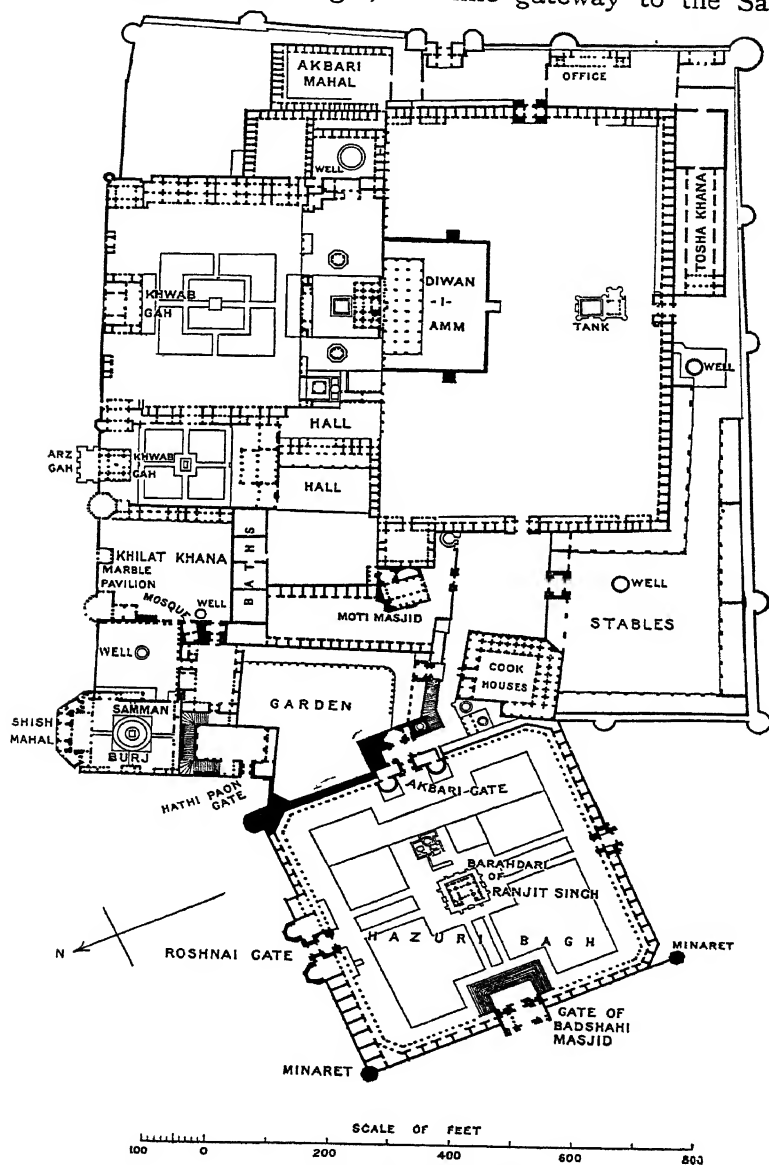 gateway to the Sa
AKBARI
MAHAL
OFFICE
WELL
TOSHA KHANA
KHWAB
GAH
DIWAN
-I-
AMM
TANK
WELL
HALL
ARZ
GAH
KHWAB
GAH
HALL
KHILAT KHANA
MARBLE
PAVILION
MOSQUE
WELL
BATHS
MOTI MASJID
WELL
STABLES
WELL
COOK
HOUSES
GARDEN
SAMMAN
BURJ
SHISH
MAHAL
HATHI PAON
GATE
AKBARI GATE
BARAHDARI
OF
RANJIT SINGH
HAZURI BAGH
N
ROSHNAI GATE
MINARET
GATE OF
BADSHAHI
MASJID
MINARET
SCALE OF FEET
100 0 200 400 600 800